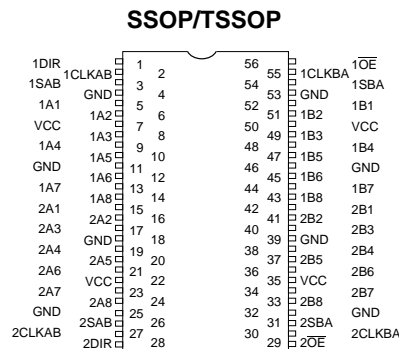 SSOP/TSSOP
1DIR 1 56 1OE
1CLKAB 2 55 1CLKBA
1SAB 3 54 1SBA
GND 4 53 GND
1A1 5 52 1B1
1A2 6 51 1B2
VCC 7 50 VCC
1A3 8 49 1B3
1A4 9 48 1B4
1A5 10 47 1B5
GND 11 46 GND
1A6 12 45 1B6
1A7 13 44 1B7
1A8 14 43 1B8
2A1 15 42 2B1
2A2 16 41 2B2
2A3 17 40 2B3
GND 18 39 GND
2A4 19 38 2B4
2A5 20 37 2B5
2A6 21 36 2B6
VCC 22 35 VCC
2A7 23 34 2B7
2A8 24 33 2B8
GND 25 32 GND
2SAB 26 31 2SBA
2CLKAB 27 30 2CLKBA
2DIR 28 29 2OE